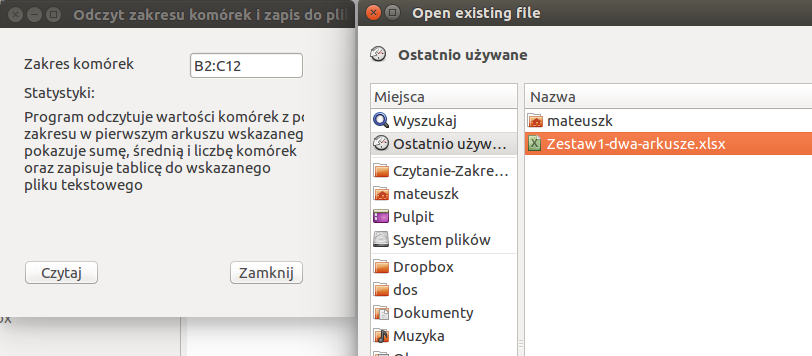 Odczyt zakresu komórek i zapis do pli
Zakres komórek
B2:C12
Statystyki:
Program odczytuje wartości komórek z po
zakresu w pierwszym arkuszu wskazaneg
pokazuje sumę, średnią i liczbę komórek
oraz zapisuje tablicę do wskazanego
pliku tekstowego
Czytaj
Zamknij
ox
Open existing file
Ostatnio używane
Miejsca
Wyszukaj
Ostatnio używ...
Czytanie-Zakre...
mateuszk
Pulpit
System plików
Dropbox
dos
Dokumenty
Muzyka
Nazwa
mateuszk
Zestaw1-dwa-arkusze.xlsx